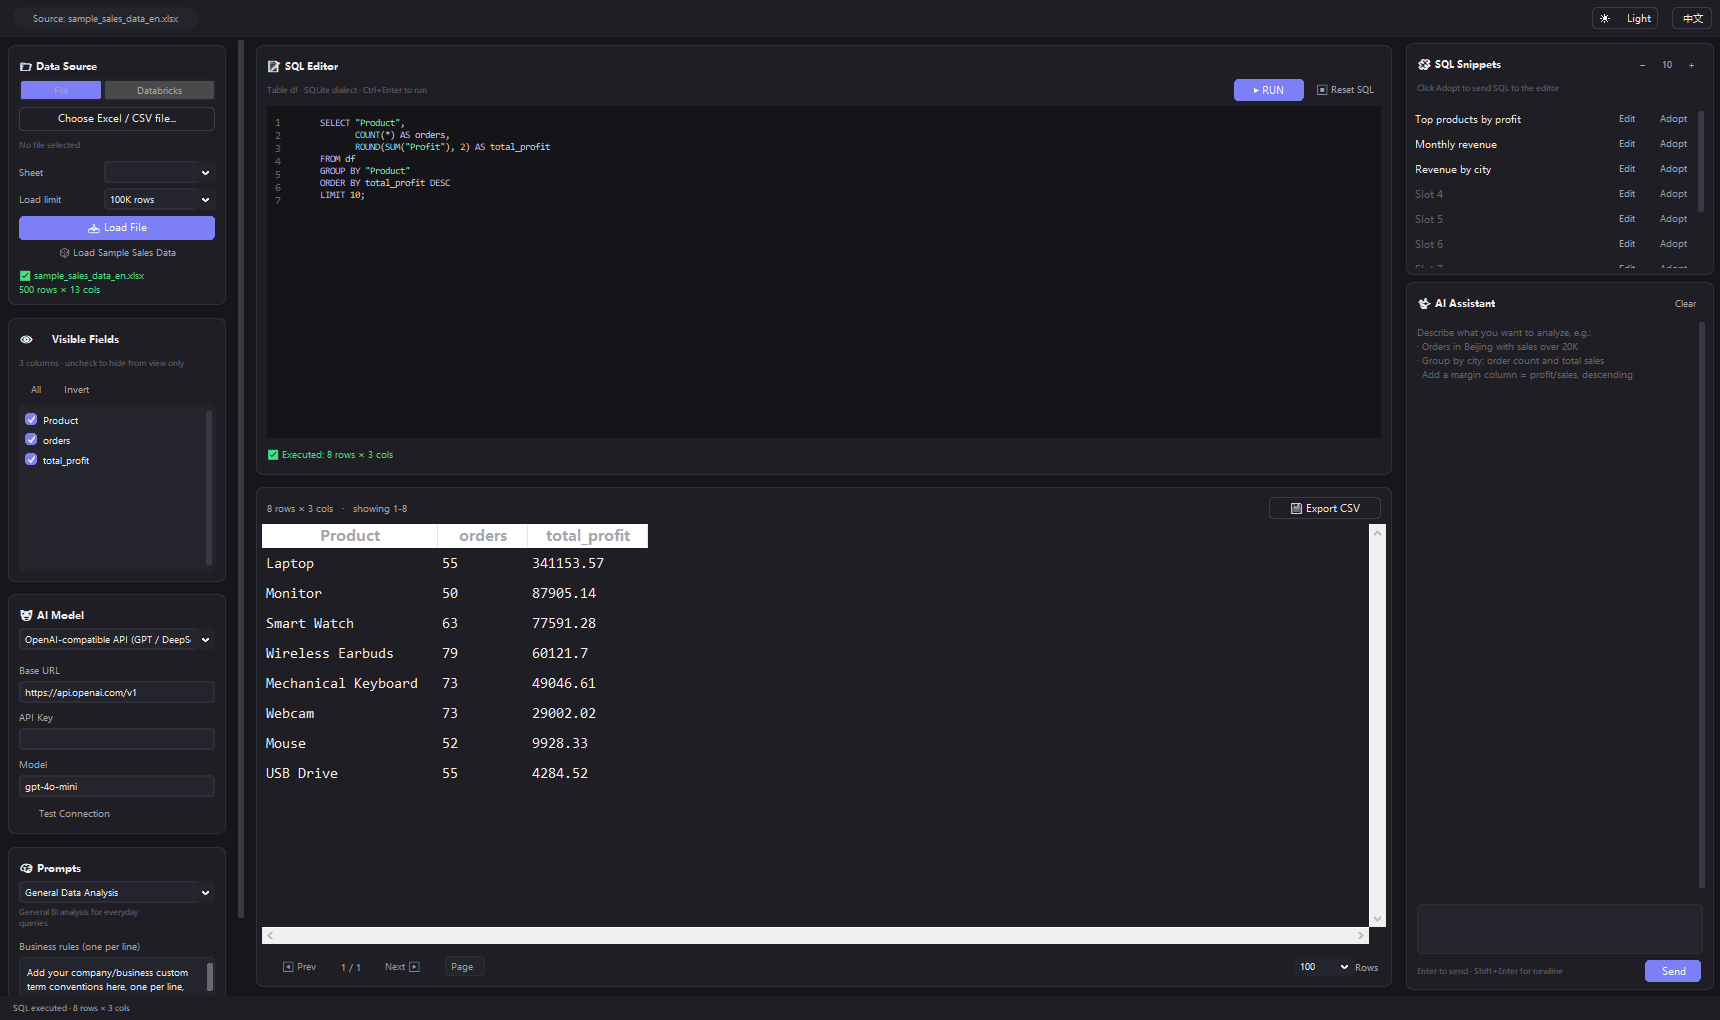 Source: sample_sales_data_en.xlsx
Light
中文
Data Source
File
Databricks
Choose Excel / CSV file...
No file selected
Sheet
Load limit
100K rows
Load File
Load Sample Sales Data
sample_sales_data_en.xlsx
500 rows × 13 cols
Visible Fields
3 columns · uncheck to hide from view only
All
Invert
Product
orders
total_profit
AI Model
OpenAI-compatible API (GPT / DeepS
Base URL
https://api.openai.com/v1
API Key
Model
gpt-4o-mini
Test Connection
Prompts
General Data Analysis
General BI analysis for everyday
queries
Business rules (one per line)
Add your company/business custom
term conventions here, one per line,
SQL Editor
Table df · SQLite dialect · Ctrl+Enter to run
RUN
Reset SQL
1 SELECT "Product",
2 COUNT(*) AS orders,
3 ROUND(SUM("Profit"), 2) AS total_profit
4 FROM df
5 GROUP BY "Product"
6 ORDER BY total_profit DESC
7 LIMIT 10;
Executed: 8 rows × 3 cols
8 rows × 3 cols · showing 1-8
Export CSV
Product orders total_profit
Laptop 55 341153.57
Monitor 50 87905.14
Smart Watch 63 77591.28
Wireless Earbuds 79 60121.7
Mechanical Keyboard 73 49046.61
Webcam 73 29002.02
Mouse 52 9928.33
USB Drive 55 4284.52
Prev
1 / 1
Next
Page
100
Rows
SQL Snippets
− 10 +
Click Adopt to send SQL to the editor
Top products by profit Edit Adopt
Monthly revenue Edit Adopt
Revenue by city Edit Adopt
Slot 4 Edit Adopt
Slot 5 Edit Adopt
Slot 6 Edit Adopt
Slot 7 Edit Adopt
AI Assistant
Clear
Describe what you want to analyze, e.g.:
· Orders in Beijing with sales over 20K
· Group by city: order count and total sales
· Add a margin column = profit/sales, descending
Enter to send · Shift+Enter for newline
Send
SQL executed · 8 rows × 3 cols